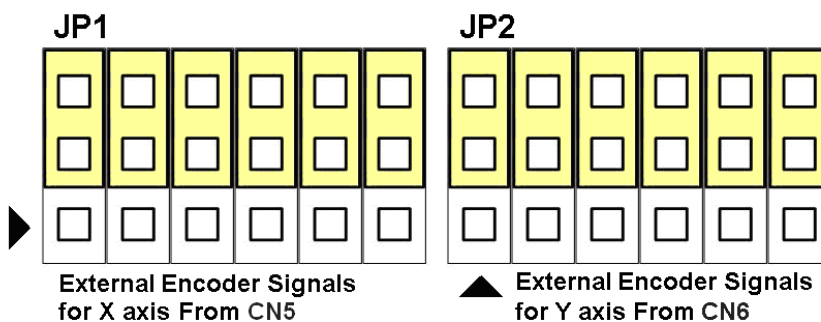 JP1
JP2
External Encoder Signals
for X axis From CN5
External Encoder Signals
for Y axis From CN6